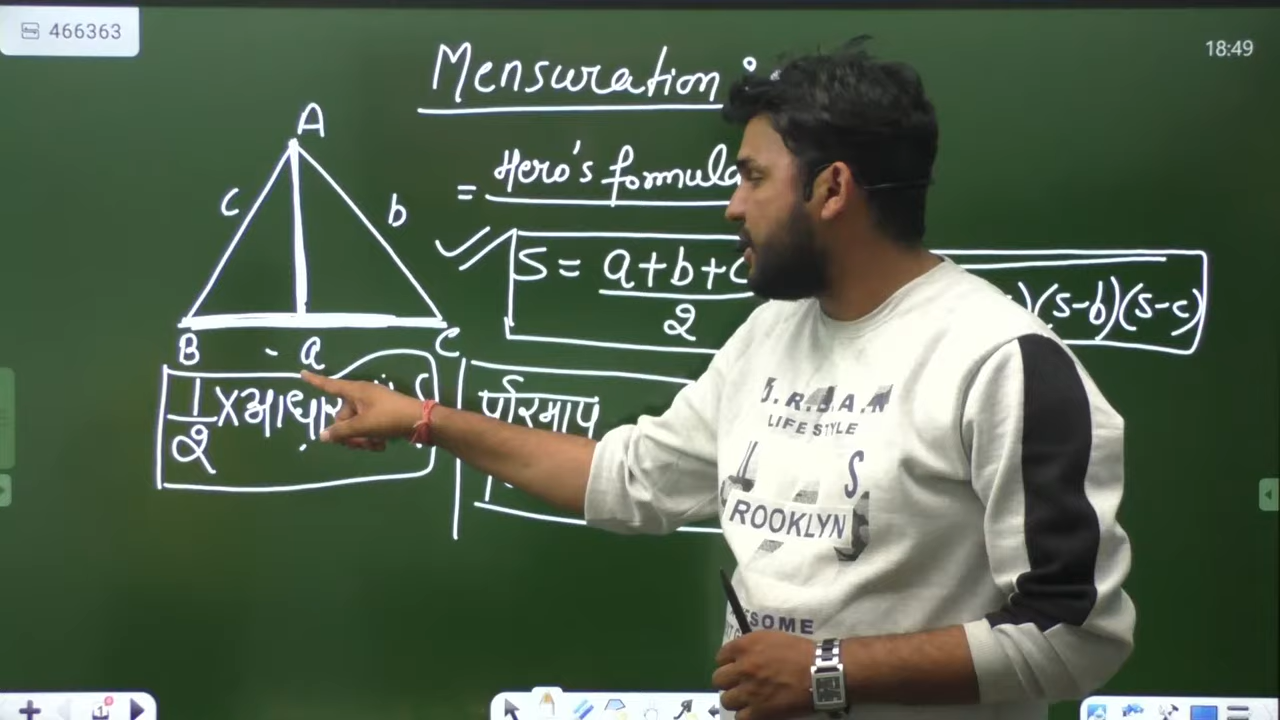 466363
18:49
Mensuration :
A
Hero's formula
=
c
b
S = a+b+c
2
)(s-b)(s-c)
B
a
C
1
2
×आधार
परिमाप
LIFE STYLE
S
ROOKLYN